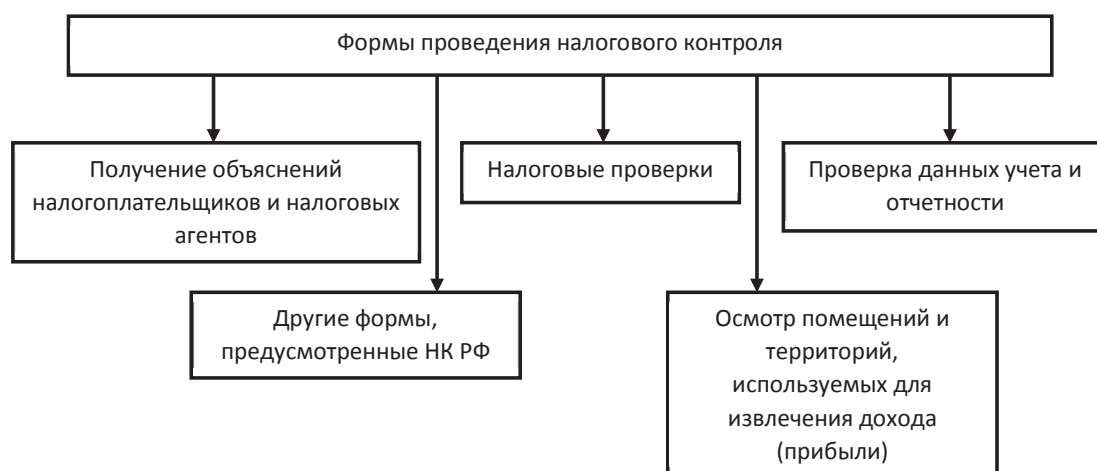 Формы проведения налогового контроля
Получение объяснений
налогоплательщиков и налоговых
агентов
Налоговые проверки
Проверка данных учета и
отчетности
Другие формы,
предусмотренные НК РФ
Осмотр помещений и
территорий,
используемых для
извлечения дохода
(прибыли)